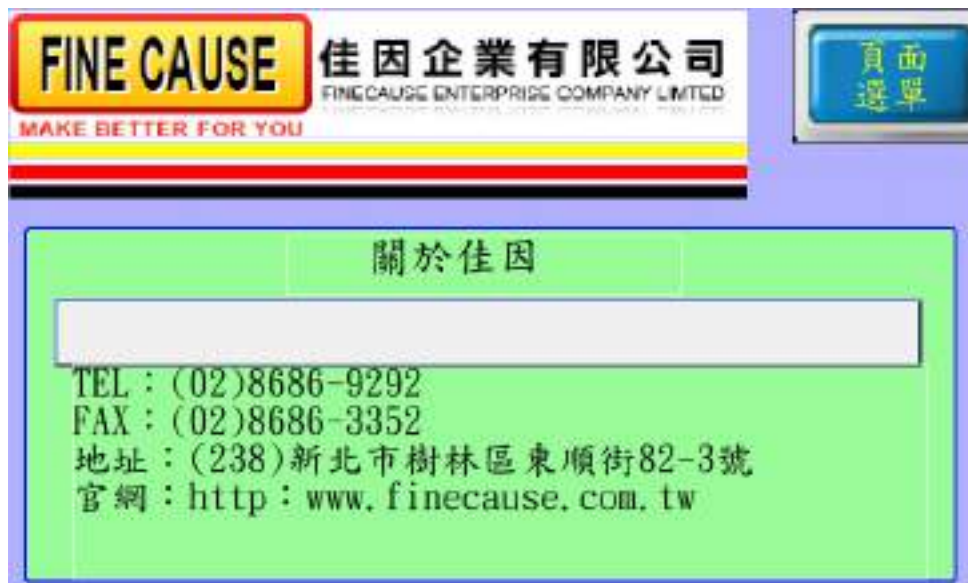 FINE CAUSE
佳因企業有限公司
FINECAUSE ENTERPRISE COMPANY LIMTED
MAKE BETTER FOR YOU
頁面
選單
關於佳因
TEL：(02)8686-9292
FAX：(02)8686-3352
地址：(238)新北市樹林區東順街82-3號
官網：http：www.finecause.com.tw